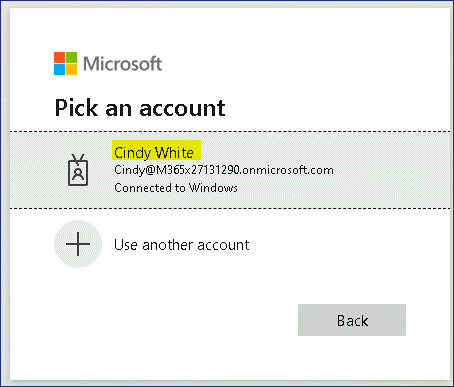 Microsoft
Pick an account
Cindy White
Cindy@M365x27131290.onmicrosoft.com
Connected to Windows
Use another account
Back